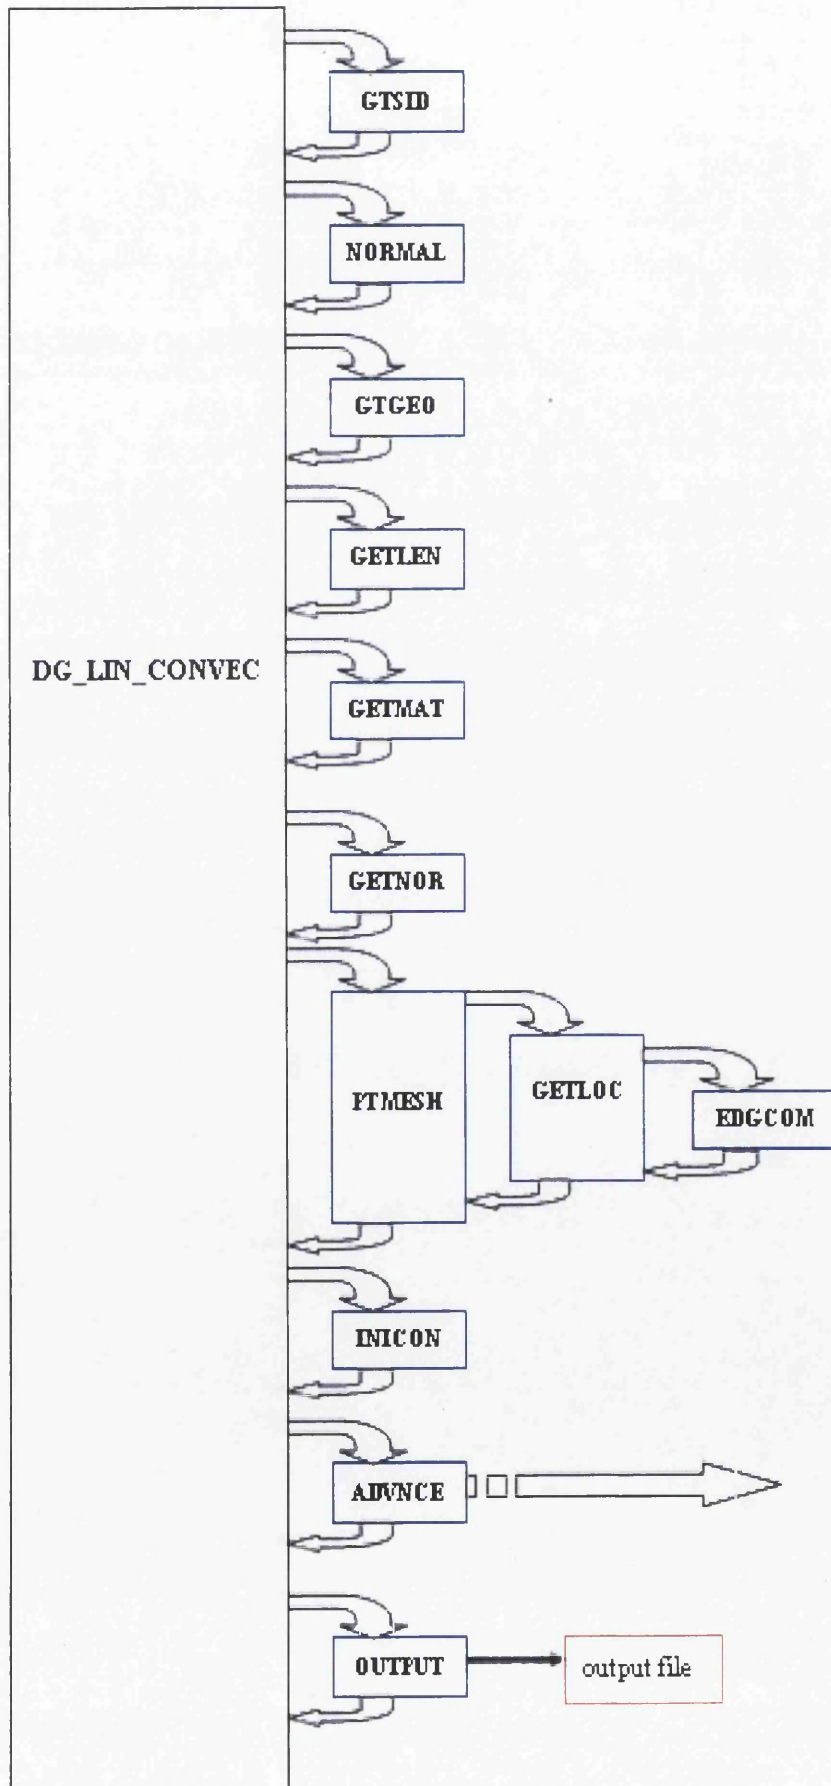 GTSID
NORMAL
GTGEO
GETLEN
DG_LIN_CONVEC
GETMAT
GETNOR
PTMESH
GETLOC
EDGCOM
INICON
ADVNCE
OUTPUT
output file